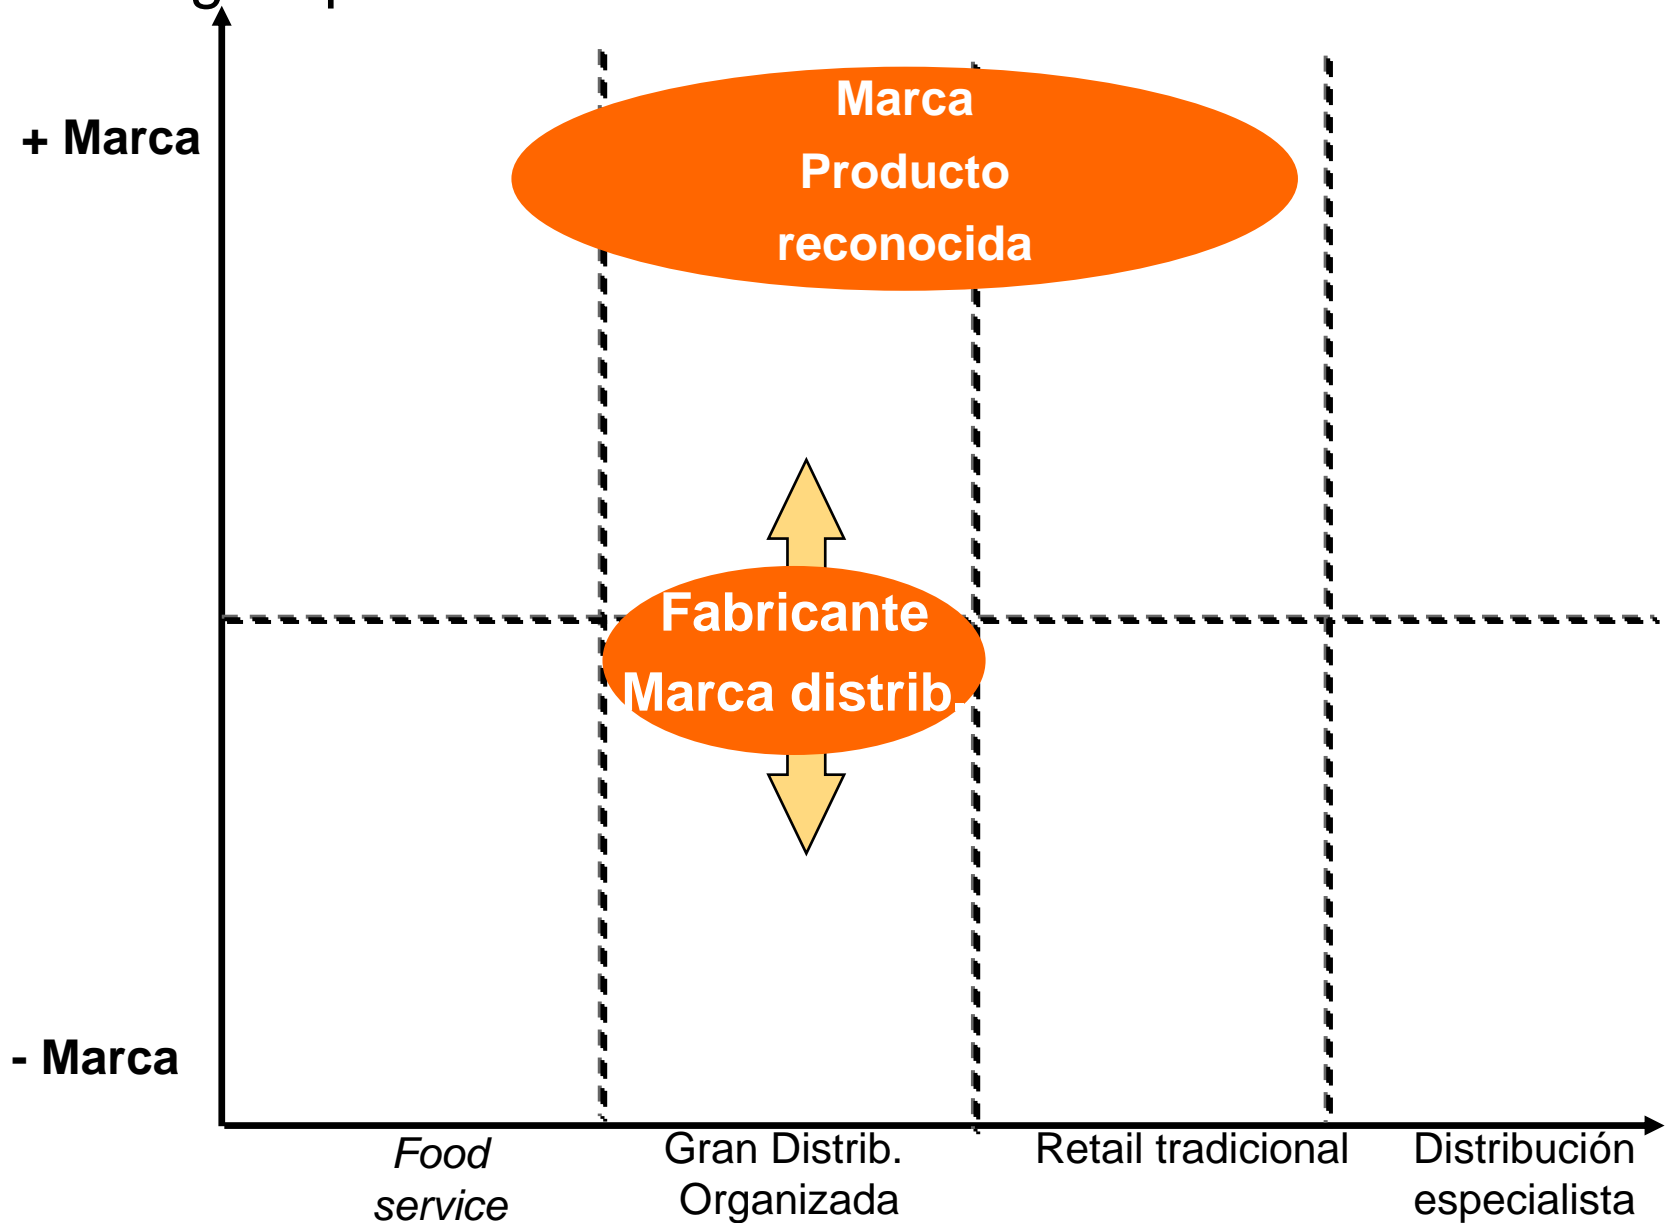 + Marca
Marca
Producto
reconocida
Fabricante
Marca distrib.
- Marca
Food
service
Gran Distrib.
Organizada
Retail tradicional
Distribución
especialista